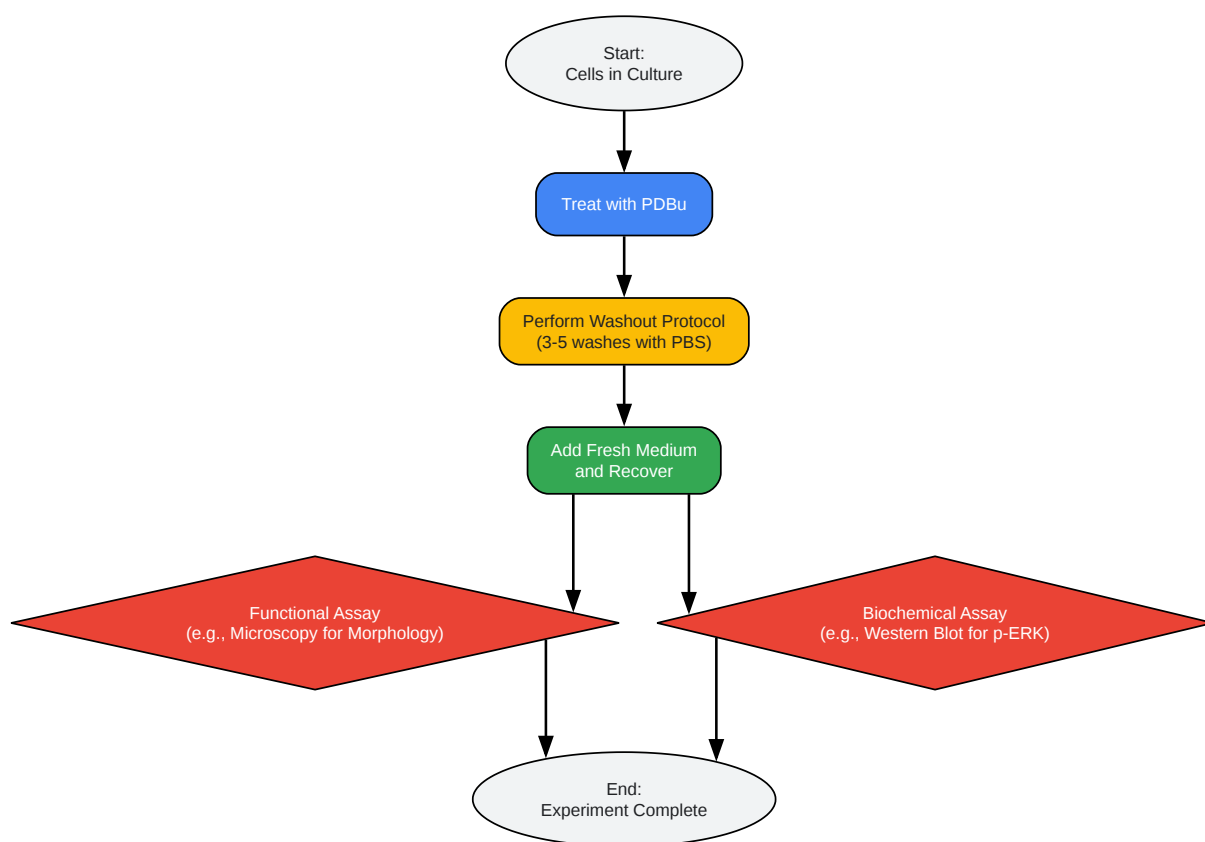 Start:
Cells in Culture
Treat with PDBu
Perform Washout Protocol
(3-5 washes with PBS)
Add Fresh Medium
and Recover
Functional Assay
(e.g., Microscopy for Morphology)
Biochemical Assay
(e.g., Western Blot for p-ERK)
End:
Experiment Complete